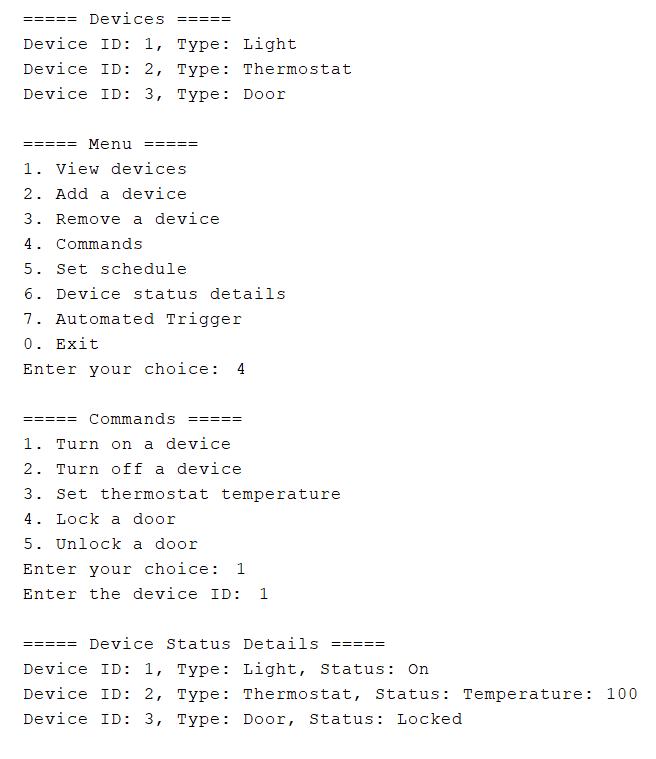 ===== Devices =====
Device ID: 1, Type: Light
Device ID: 2, Type: Thermostat
Device ID: 3, Type: Door
===== Menu =====
1. View devices
2. Add a device
3. Remove a device
4. Commands
5. Set schedule
6. Device status details
7. Automated Trigger
0. Exit
Enter your choice: 4
===== Commands =====
1. Turn on a device
2. Turn off a device
3. Set thermostat temperature
4. Lock a door
5. Unlock a door
Enter your choice: 1
Enter the device ID: 1
===== Device Status Details =====
Device ID: 1, Type: Light, Status: On
Device ID: 2, Type: Thermostat, Status: Temperature: 100
Device ID: 3, Type: Door, Status: Locked